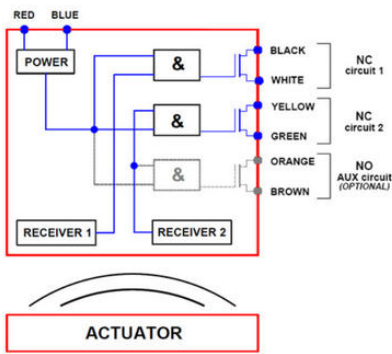 RED BLUE
POWER
&
BLACK
WHITE
NC
circuit 1
&
YELLOW
GREEN
NC
circuit 2
&
ORANGE
BROWN
NO
AUX circuit
(OPTIONAL)
RECEIVER 1
RECEIVER 2
ACTUATOR